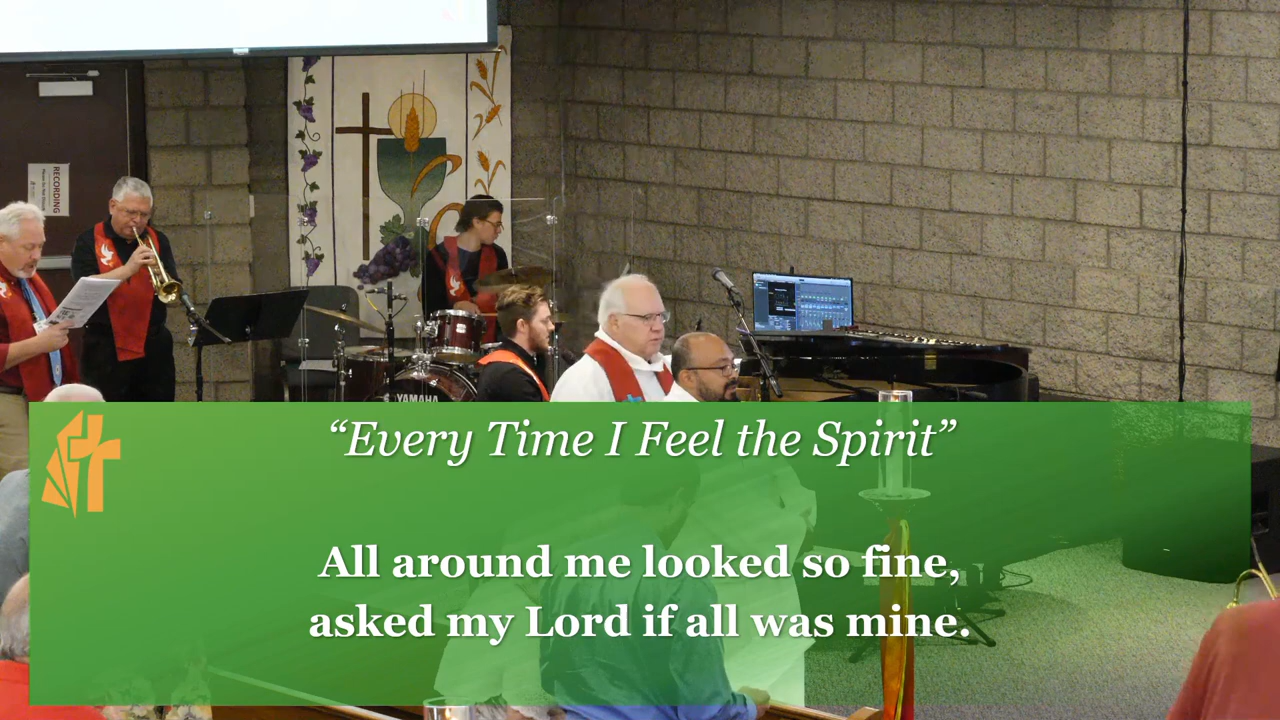 RECORDING
YAMAHA
“Every Time I Feel the Spirit”
All around me looked so fine,
asked my Lord if all was mine.